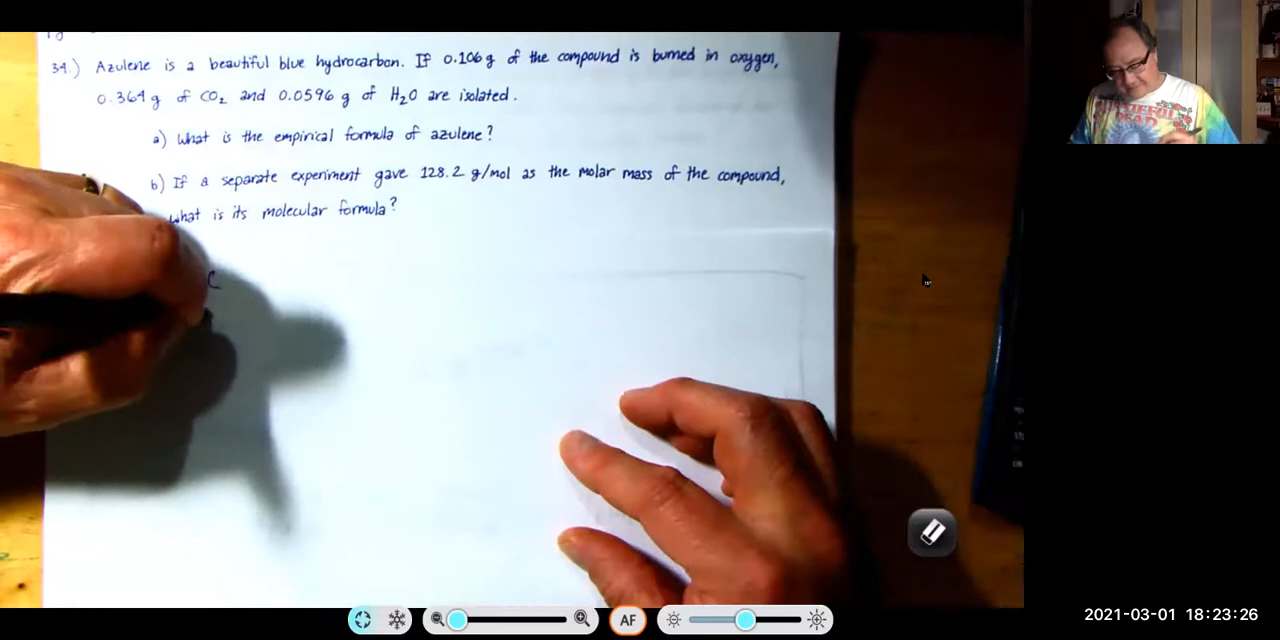 34.) Azulene is a beautiful blue hydrocarbon. If 0.106 g of the compound is burned in oxygen,
0.364 g of CO₂ and 0.0596 g of H₂O are isolated.
a) What is the empirical formula of azulene?
b) If a separate experiment gave 128.2 g/mol as the molar mass of the compound,
what is its molecular formula?
C
AF
2021-03-01 18:23:26